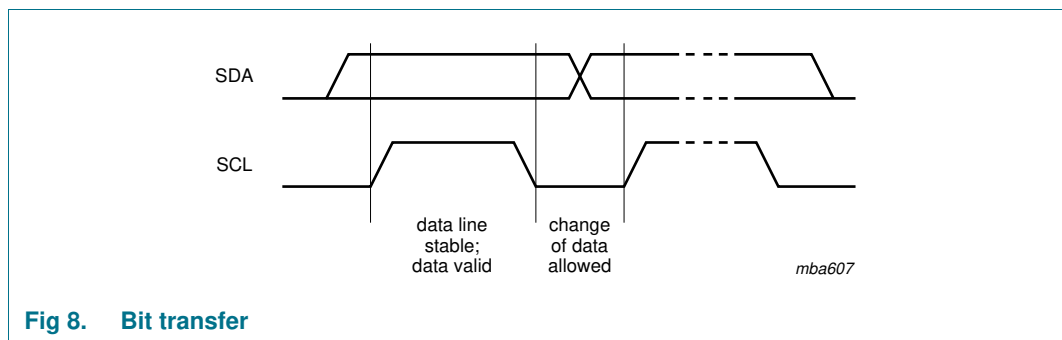 SDA
SCL
data line
stable;
data valid
change
of data
allowed
mba607
Fig 8. Bit transfer